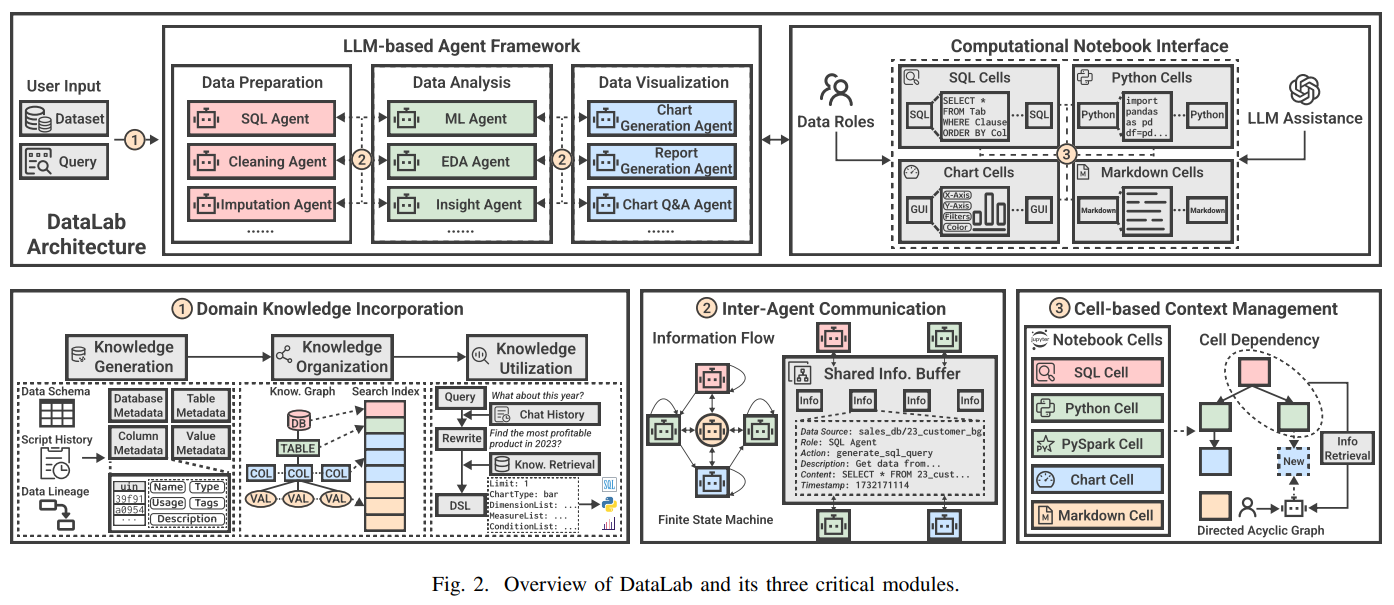 LLM-based Agent Framework
User Input
Dataset
Query
DataLab
Architecture
1
Data Preparation
SQL Agent
Cleaning Agent
Imputation Agent
......
2
Data Analysis
ML Agent
EDA Agent
Insight Agent
......
2
Data Visualization
Chart
Generation Agent
Report
Generation Agent
Chart Q&A Agent
......
Computational Notebook Interface
Data Roles
SQL Cells
SQL
SELECT *
FROM Tab
WHERE Clause
ORDER BY Col
SQL
Python Cells
Python
import
pandas
as pd
df=pd...
Python
3
Chart Cells
GUI
X-Axis
Y-Axis
Filters
Color
GUI
Markdown Cells
M
Markdown
Markdown
LLM Assistance
1 Domain Knowledge Incorporation
Knowledge
Generation
Knowledge
Organization
Knowledge
Utilization
Data Schema
Script History
Data Lineage
Database
Metadata
Table
Metadata
Column
Metadata
Value
Metadata
uin
39f91
a0954
...
Name
Type
Usage
Tags
Description
Know. Graph
DB
TABLE
COL
COL
COL
VAL
VAL
VAL
Search Index
Query
What about this year?
Chat History
Rewrite
Find the most profitable
product in 2023?
Know. Retrieval
DSL
Limit: 1
ChartType: bar
DimensionList: ...
MeasureList: ...
ConditionList: ...
SQL
2 Inter-Agent Communication
Information Flow
Finite State Machine
Shared Info. Buffer
Info
Info
Info
Info
Data Source: sales_db/23_customer_bg
Role: SQL Agent
Action: generate_sql_query
Description: Get data from...
Content: SELECT * FROM 23_cust...
Timestamp: 1732171114
3 Cell-based Context Management
jupyter
Notebook Cells
SQL Cell
Python Cell
PySpark Cell
Chart Cell
M
Markdown Cell
Cell Dependency
New
Info
Retrieval
Directed Acyclic Graph
Fig. 2. Overview of DataLab and its three critical modules.